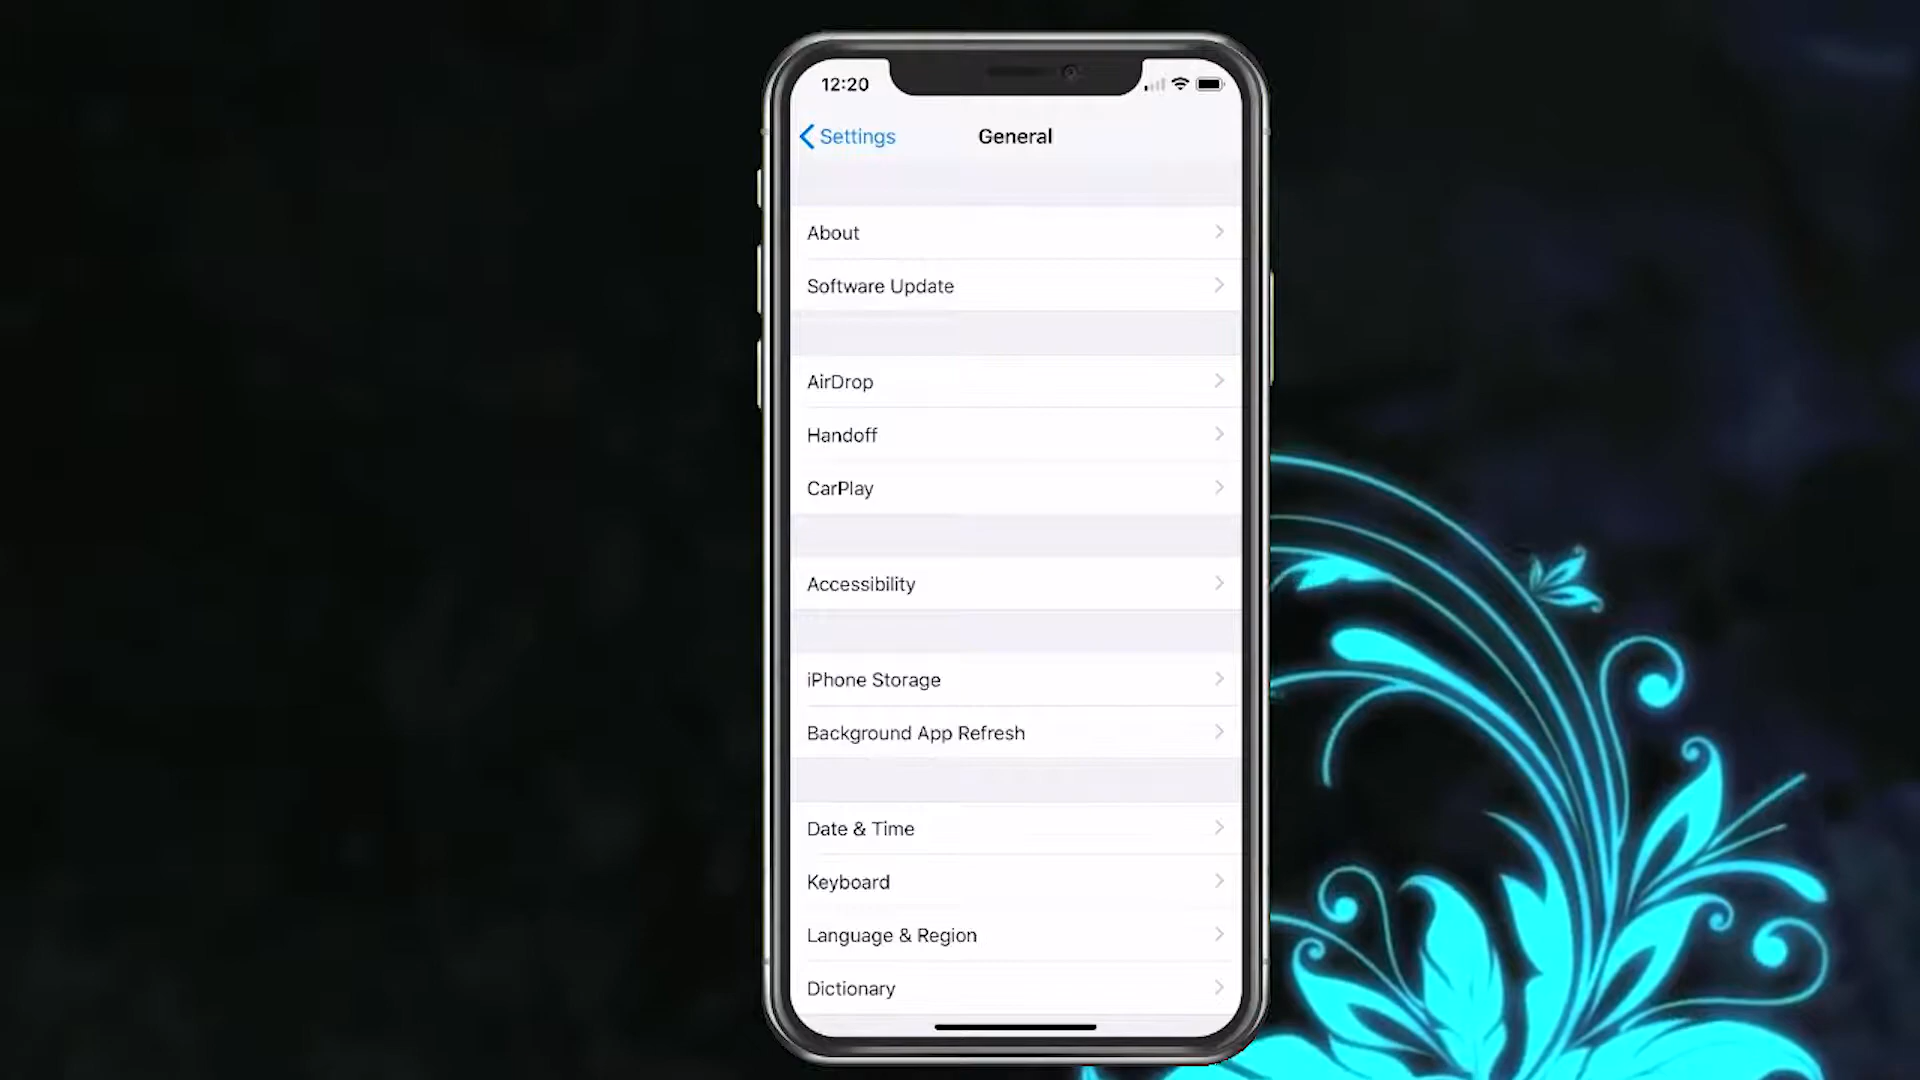 12:20
Settings
General
About
Software Update
AirDrop
Handoff
CarPlay
Accessibility
iPhone Storage
Background App Refresh
Date & Time
Keyboard
Language & Region
Dictionary